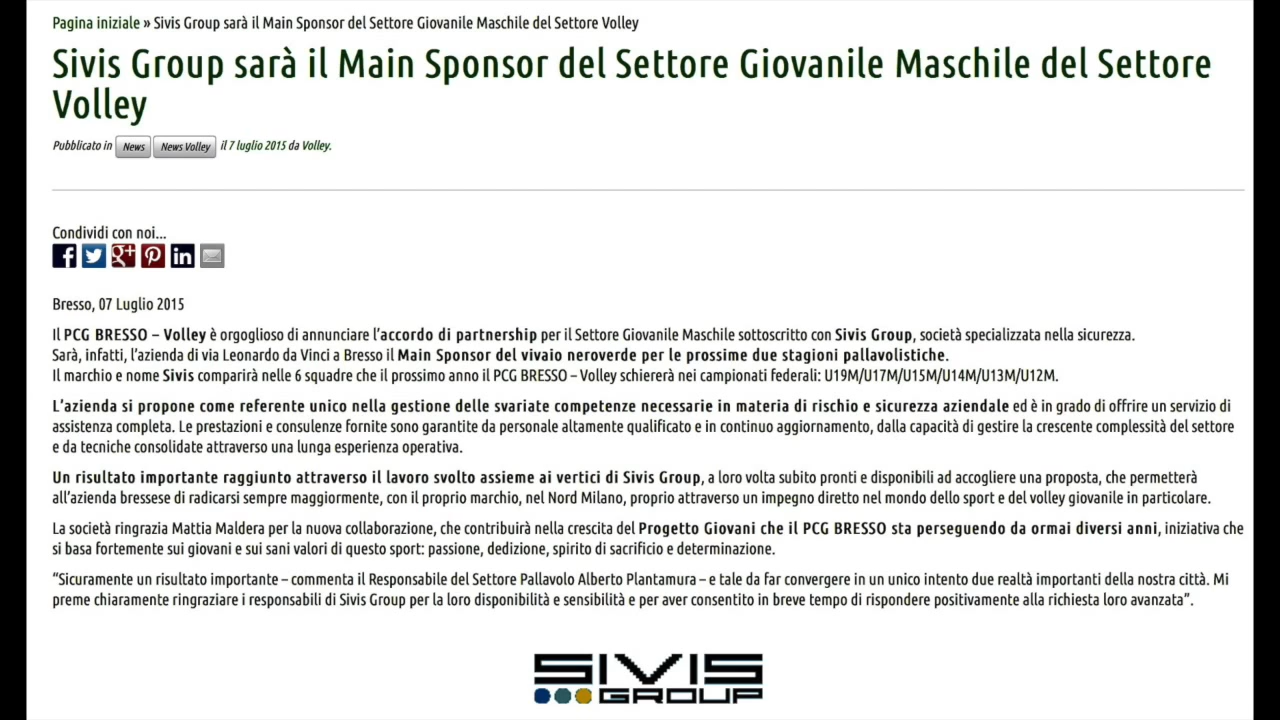 Pagina iniziale » Sivis Group sarà il Main Sponsor del Settore Giovanile Maschile del Settore Volley
Sivis Group sarà il Main Sponsor del Settore Giovanile Maschile del Settore
Volley
Pubblicato in News News Volley il 7 luglio 2015 da Volley.
Condividi con noi...
Bresso, 07 Luglio 2015
Il PCG BRESSO – Volley è orgoglioso di annunciare l’accordo di partnership per il Settore Giovanile Maschile sottoscritto con Sivis Group, società specializzata nella sicurezza.
Sarà, infatti, l’azienda di via Leonardo da Vinci a Bresso il Main Sponsor del vivaio neroverde per le prossime due stagioni pallavolistiche.
Il marchio e nome Sivis comparirà nelle 6 squadre che il prossimo anno il PCG BRESSO – Volley schiererà nei campionati federali: U19M/U17M/U15M/U14M/U13M/U12M.
L’azienda si propone come referente unico nella gestione delle svariate competenze necessarie in materia di rischio e sicurezza aziendale ed è in grado di offrire un servizio di
assistenza completa. Le prestazioni e consulenze fornite sono garantite da personale altamente qualificato e in continuo aggiornamento, dalla capacità di gestire la crescente complessità del settore
e da tecniche consolidate attraverso una lunga esperienza operativa.
Un risultato importante raggiunto attraverso il lavoro svolto assieme ai vertici di Sivis Group, a loro volta subito pronti e disponibili ad accogliere una proposta, che permetterà
all’azienda bressese di radicarsi sempre maggiormente, con il proprio marchio, nel Nord Milano, proprio attraverso un impegno diretto nel mondo dello sport e del volley giovanile in particolare.
La società ringrazia Mattia Maldera per la nuova collaborazione, che contribuirà nella crescita del Progetto Giovani che il PCG BRESSO sta perseguendo da ormai diversi anni, iniziativa che
si basa fortemente sui giovani e sui sani valori di questo sport: passione, dedizione, spirito di sacrificio e determinazione.
“Sicuramente un risultato importante – commenta il Responsabile del Settore Pallavolo Alberto Plantamura – e tale da far convergere in un unico intento due realtà importanti della nostra città. Mi
preme chiaramente ringraziare i responsabili di Sivis Group per la loro disponibilità e sensibilità e per aver consentito in breve tempo di rispondere positivamente alla richiesta loro avanzata”.
SIVIS
GROUP